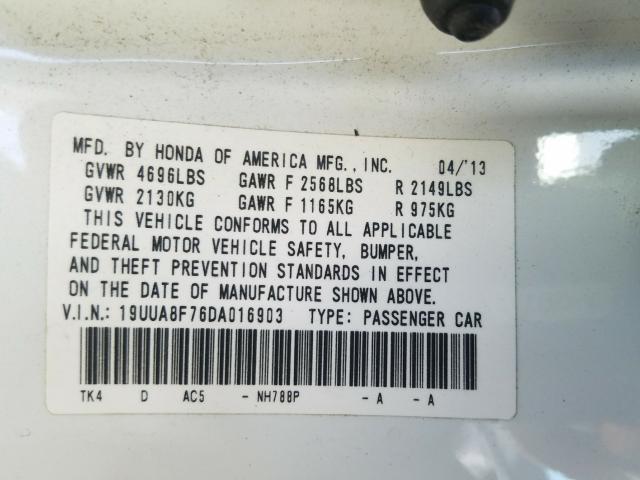 MFD. BY HONDA OF AMERICA MFG., INC. 04/'13
GVWR 4696LBS GAWR F 2568LBS R 2149LBS
GVWR 2130KG GAWR F 1165KG R 975KG
THIS VEHICLE CONFORMS TO ALL APPLICABLE
FEDERAL MOTOR VEHICLE SAFETY, BUMPER,
AND THEFT PREVENTION STANDARDS IN EFFECT
ON THE DATE OF MANUFACTURE SHOWN ABOVE.
V.I.N.: 19UUA8F76DA016903 TYPE: PASSENGER CAR
TK4 D AC5 - NH788P - A - A